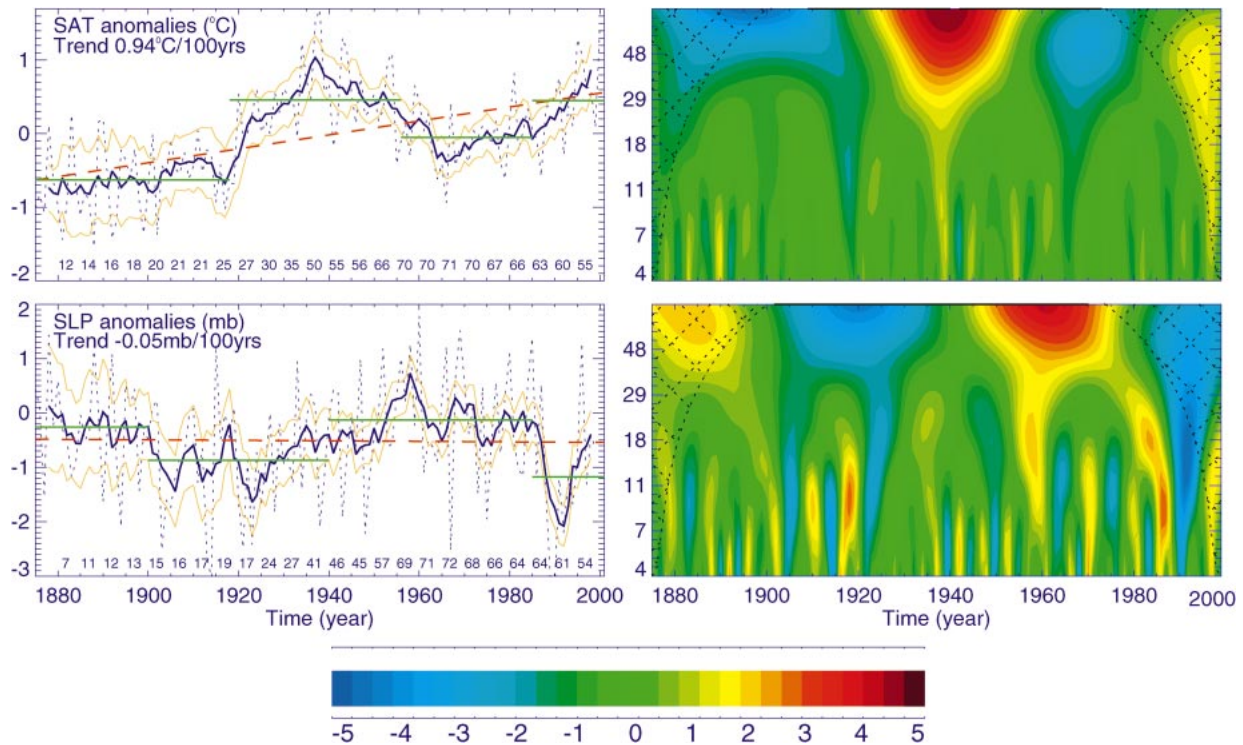 SAT anomalies (°C)
Trend 0.94°C/100yrs
1
0
-1
-2
12 14 16 18 20 21 21 25 27 30 35 50 55 56 66 70 70 71 70 67 66 63 60 55
48
29
18
11
7
4
2
1
0
-1
-2
-3
SLP anomalies (mb)
Trend -0.05mb/100yrs
7 11 12 13 15 16 17 19 17 24 27 41 46 45 57 69 71 72 68 66 64 64 61 54
1880 1900 1920 1940 1960 1980 2000
Time (year)
48
29
18
11
7
4
1880 1900 1920 1940 1960 1980 2000
Time (year)
-5 -4 -3 -2 -1 0 1 2 3 4 5